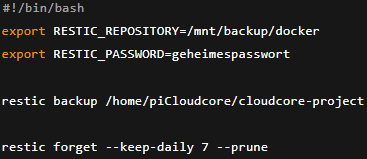 #!/bin/bash
export RESTIC_REPOSITORY=/mnt/backup/docker
export RESTIC_PASSWORD=geheimespasswort
restic backup /home/piCloudcore/cloudcore-project
restic forget --keep-daily 7 --prune